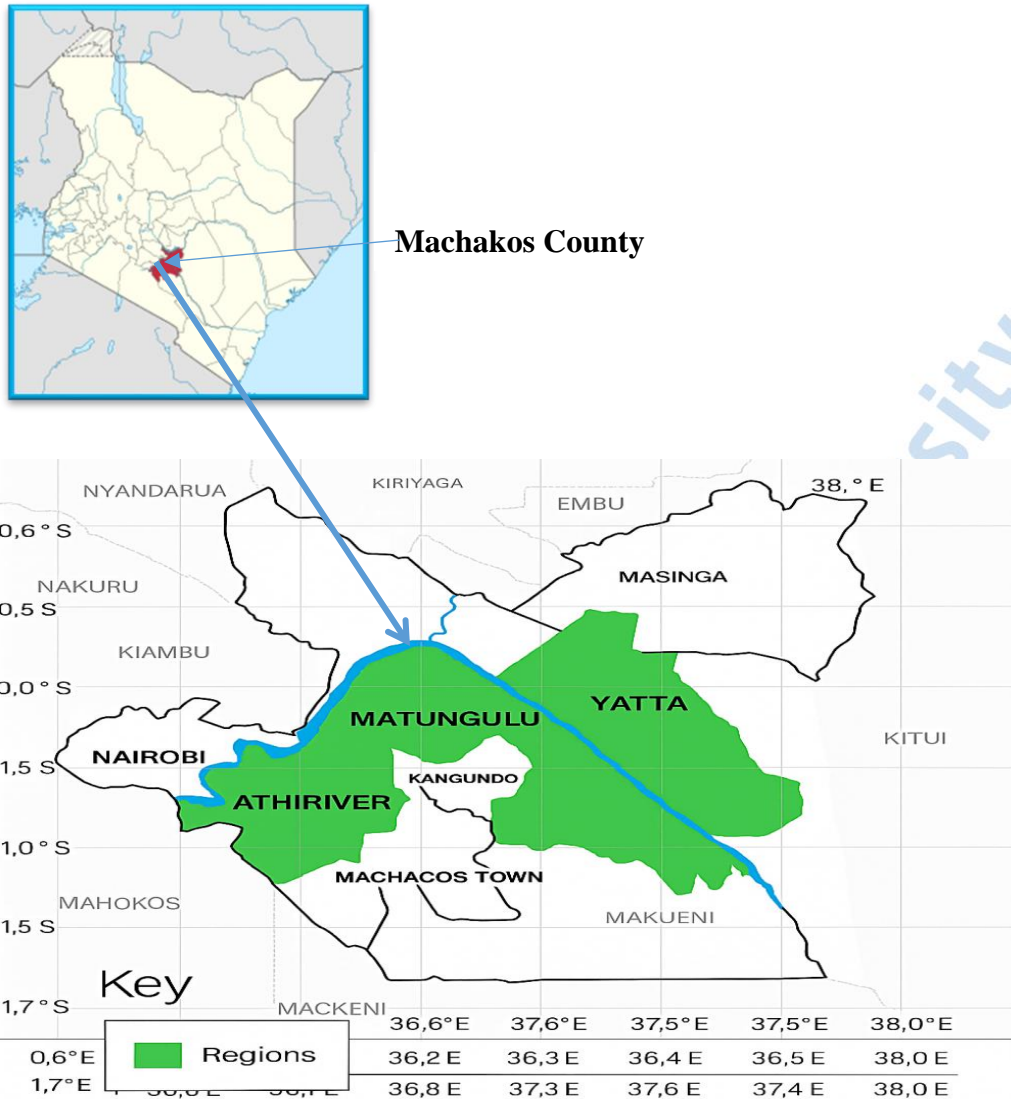 Machakos County
sity
NYANDARUA
KIRIYAGA
EMBU
38,° E
0,6° S
MASINGA
NAKURU
0,5° S
KIAMBU
0,0° S
YATTA
MATUNGULU
KITUI
NAIROBI
1,5 S
KANGUNDO
ATHIRIVER
1,0° S
MACHACOS TOWN
MAHOKOS
MAKUENI
1,5° S
Key
1,7° S
MACKENI
36,6°E 37,6°E 37,5°E 37,5°E 38,0°E
Regions
0,6°E 36,2 E 36,3 E 36,4 E 36,5 E 38,0 E
1,7°E 36,8 E 37,3 E 37,6 E 37,4 E 38,0 E